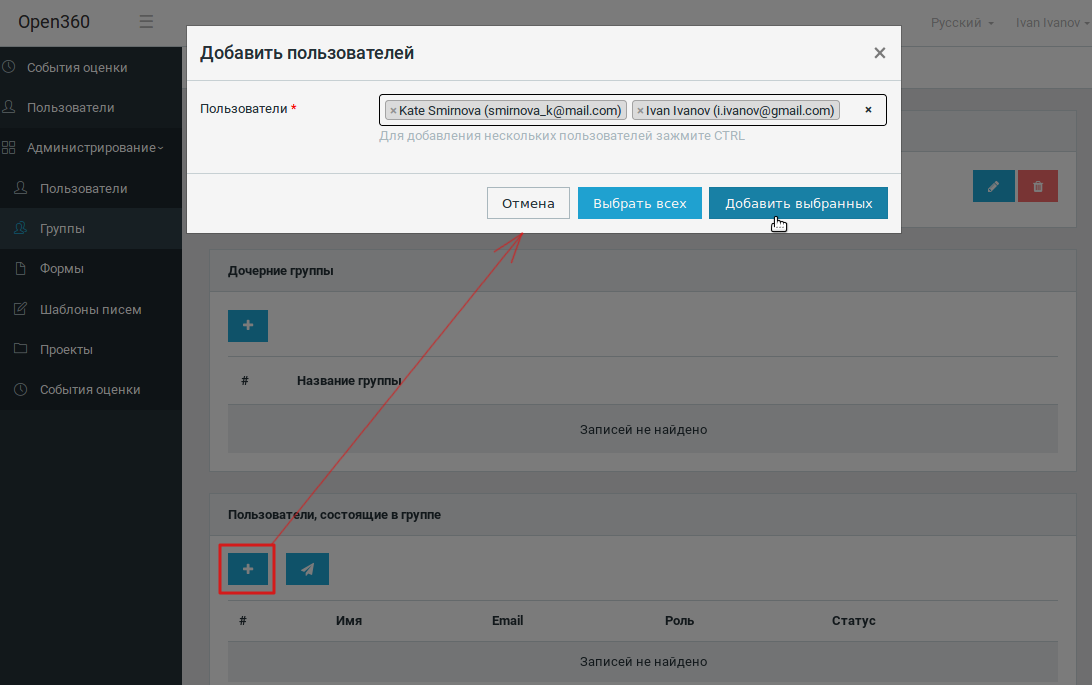 Open360
Русский
Ivan Ivanov
События оценки
Пользователи
Администрирование
Пользователи
Группы
Формы
Шаблоны писем
Проекты
События оценки
Добавить пользователей
×
Пользователи *
× Kate Smirnova (smirnova_k@mail.com) × Ivan Ivanov (i.ivanov@gmail.com) ×
Для добавления нескольких пользователей зажмите CTRL
Отмена Выбрать всех Добавить выбранных
Дочерние группы
+
# Название группы
Записей не найдено
Пользователи, состоящие в группе
+
# Имя Email Роль Статус
Записей не найдено